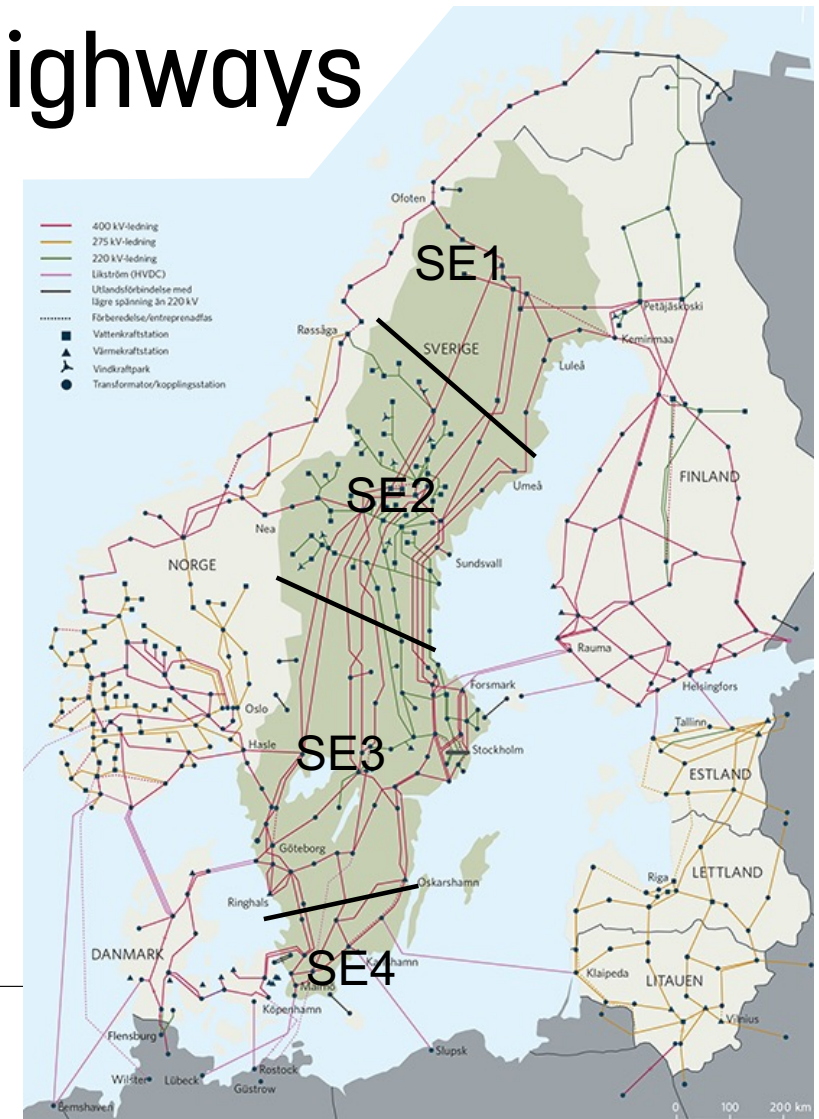 ighways
400 kV-ledning
275 kV-ledning
220 kV-ledning
Likström (HVDC)
Utlandsförbindelse med
lägre spänning än 220 kV
Förberedelse/entreprenadfas
Vattenkraftstation
Värmekraftstation
Vindkraftpark
Transformator/kopplingsstation
Ofoten
SE1
Petäjäskoski
Røssåga
SVERIGE
Keminmaa
Luleå
FINLAND
Umeå
SE2
Nea
NORGE
Sundsvall
Rauma
Forsmark
Helsingfors
Oslo
Tallinn
Hasle
SE3
Stockholm
ESTLAND
Göteborg
LETTLAND
Riga
Oskarshamn
Ringhals
DANMARK
SE4
Klaipeda
LITAUEN
Malmö
Köpenhamn
Vilnius
Flensburg
Slupsk
Rostock
Wilster
Lübeck
Güstrow
Eemshaven
0 100 200 km